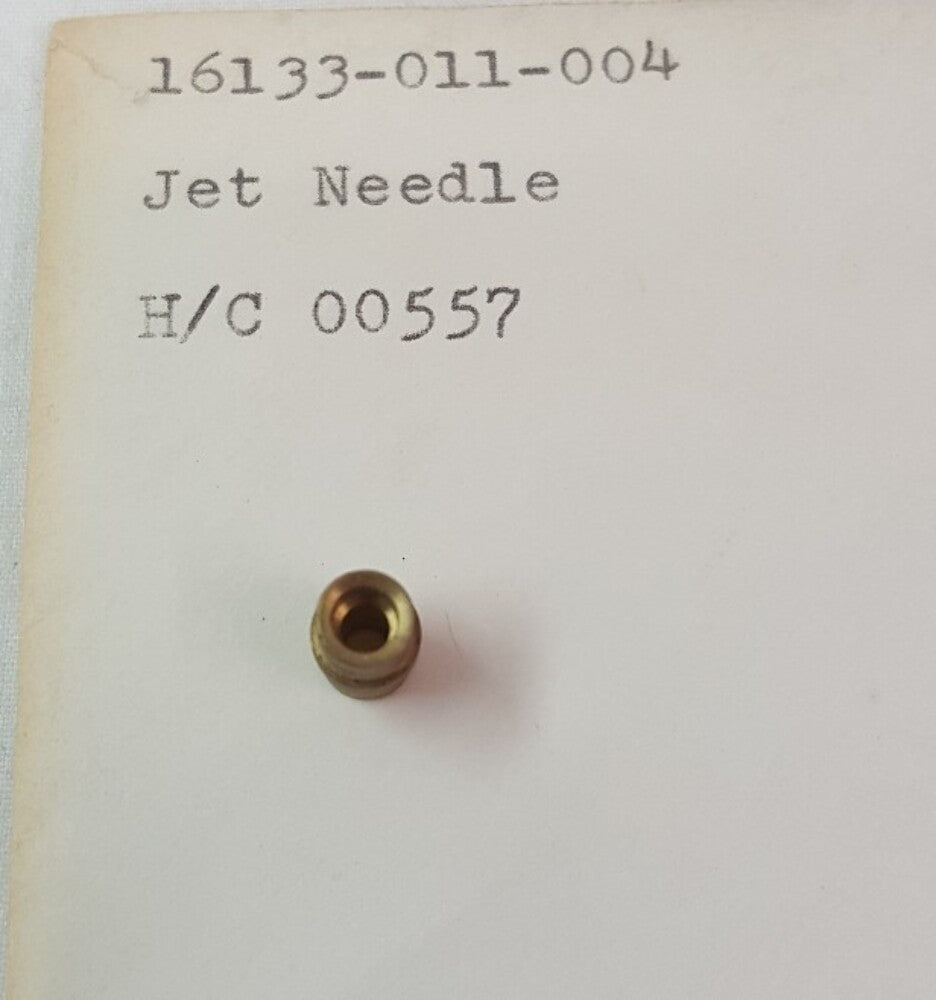 16133-011-004
Jet Needle
H/C 00557